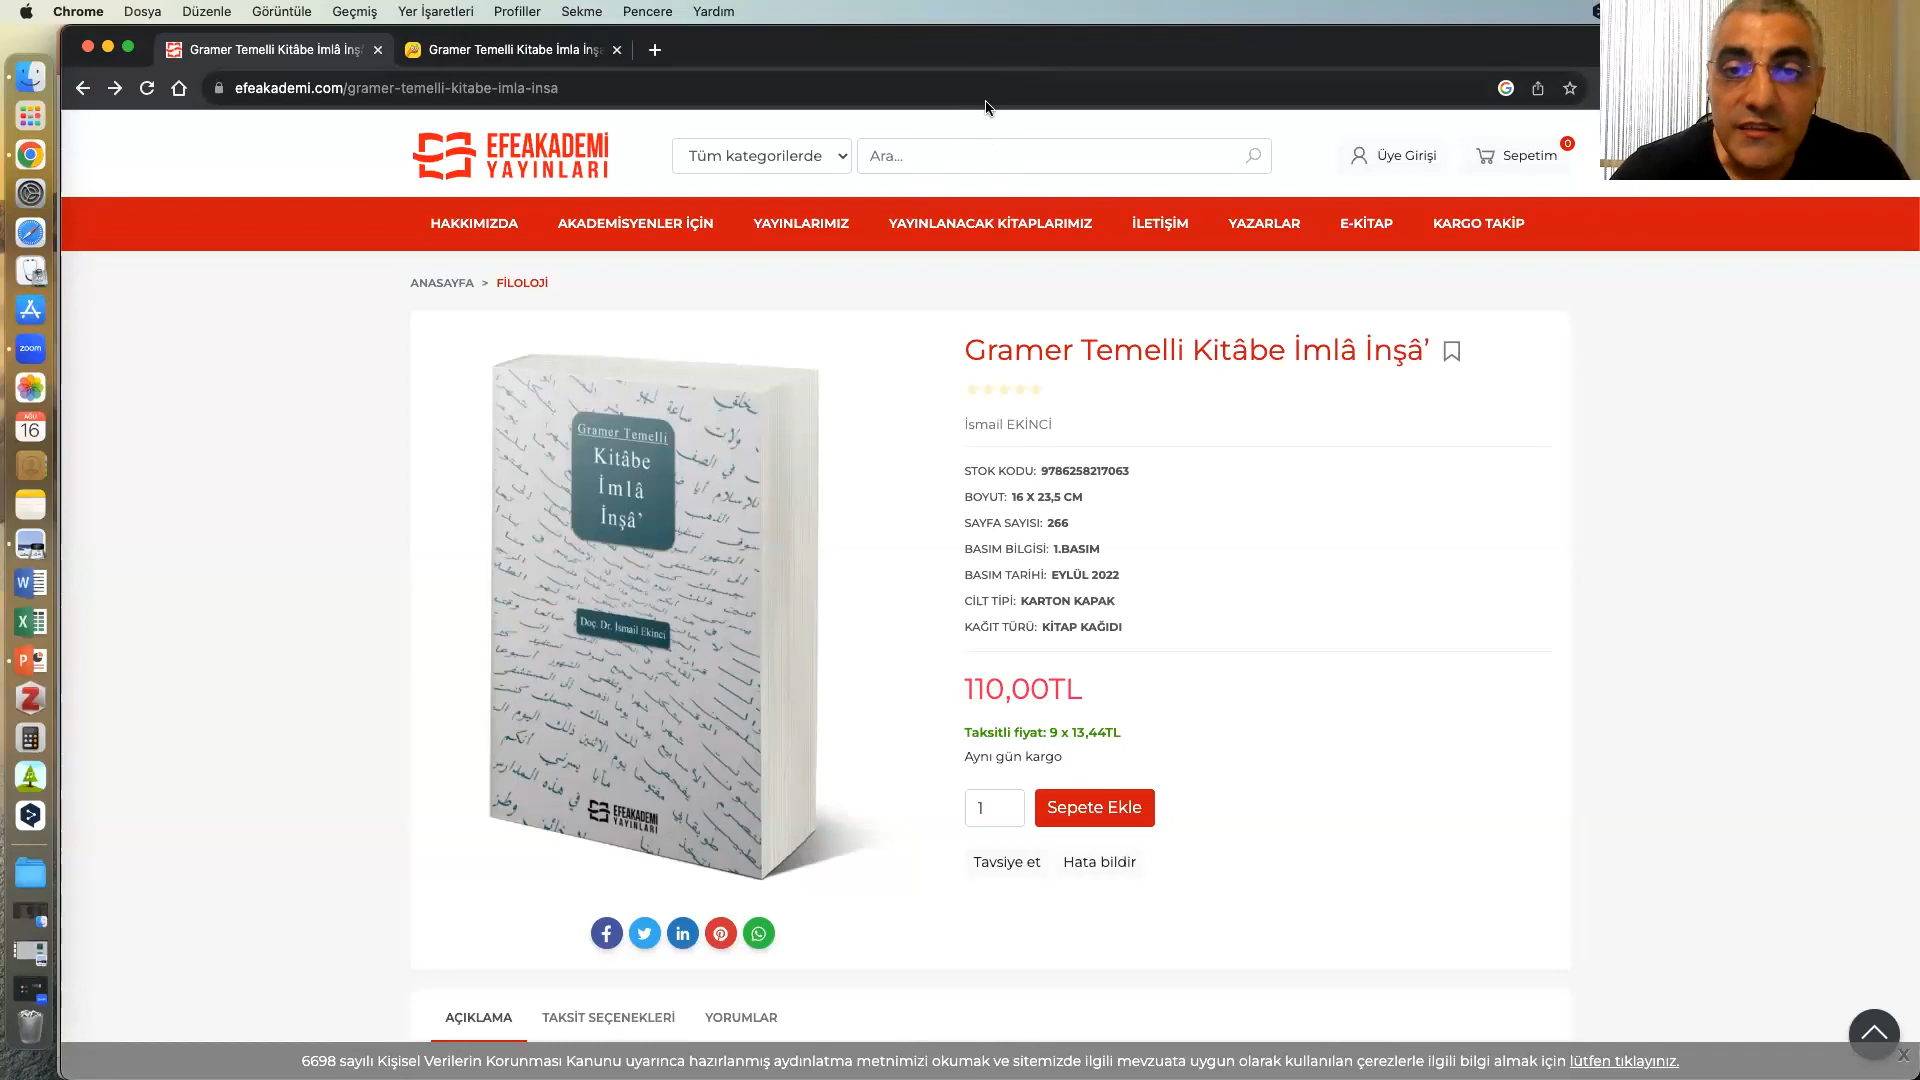 Chrome Dosya Düzenle Görüntüle Geçmiş Yer İşaretleri Profiller Sekme Pencere Yardım
Gramer Temelli Kitâbe İmlâ İnş
Gramer Temelli Kitabe İmla İnş
efeakademi.com/gramer-temelli-kitabe-imla-insa
EFEAKADEMİ
YAYINLARI
Tüm kategorilerde
Ara...
Üye Girişi
Sepetim
0
HAKKIMIZDA AKADEMİSYENLER İÇİN YAYINLARIMIZ YAYINLANACAK KİTAPLARIMIZ İLETİŞİM YAZARLAR E-KİTAP KARGO TAKİP
ANASAYFA > FİLOLOJİ
AĞU
16
zoom
Gramer Temelli
Kitâbe
İmlâ
İnşâ’
Doç. Dr. İsmail Ekinci
EFEAKADEMİ
YAYINLARI
Gramer Temelli Kitâbe İmlâ İnşâ’
İsmail EKİNCİ
STOK KODU: 9786258217063
BOYUT: 16 X 23,5 CM
SAYFA SAYISI: 266
BASIM BİLGİSİ: 1.BASIM
BASIM TARİHİ: EYLÜL 2022
CİLT TİPİ: KARTON KAPAK
KAĞIT TÜRÜ: KİTAP KAĞIDI
110,00TL
Taksitli fiyat: 9 x 13,44TL
Aynı gün kargo
1
Sepete Ekle
Tavsiye et Hata bildir
AÇIKLAMA TAKSİT SEÇENEKLERİ YORUMLAR
6698 sayılı Kişisel Verilerin Korunması Kanunu uyarınca hazırlanmış aydınlatma metnimizi okumak ve sitemizde ilgili mevzuata uygun olarak kullanılan çerezlerle ilgili bilgi almak için lütfen tıklayınız.
X